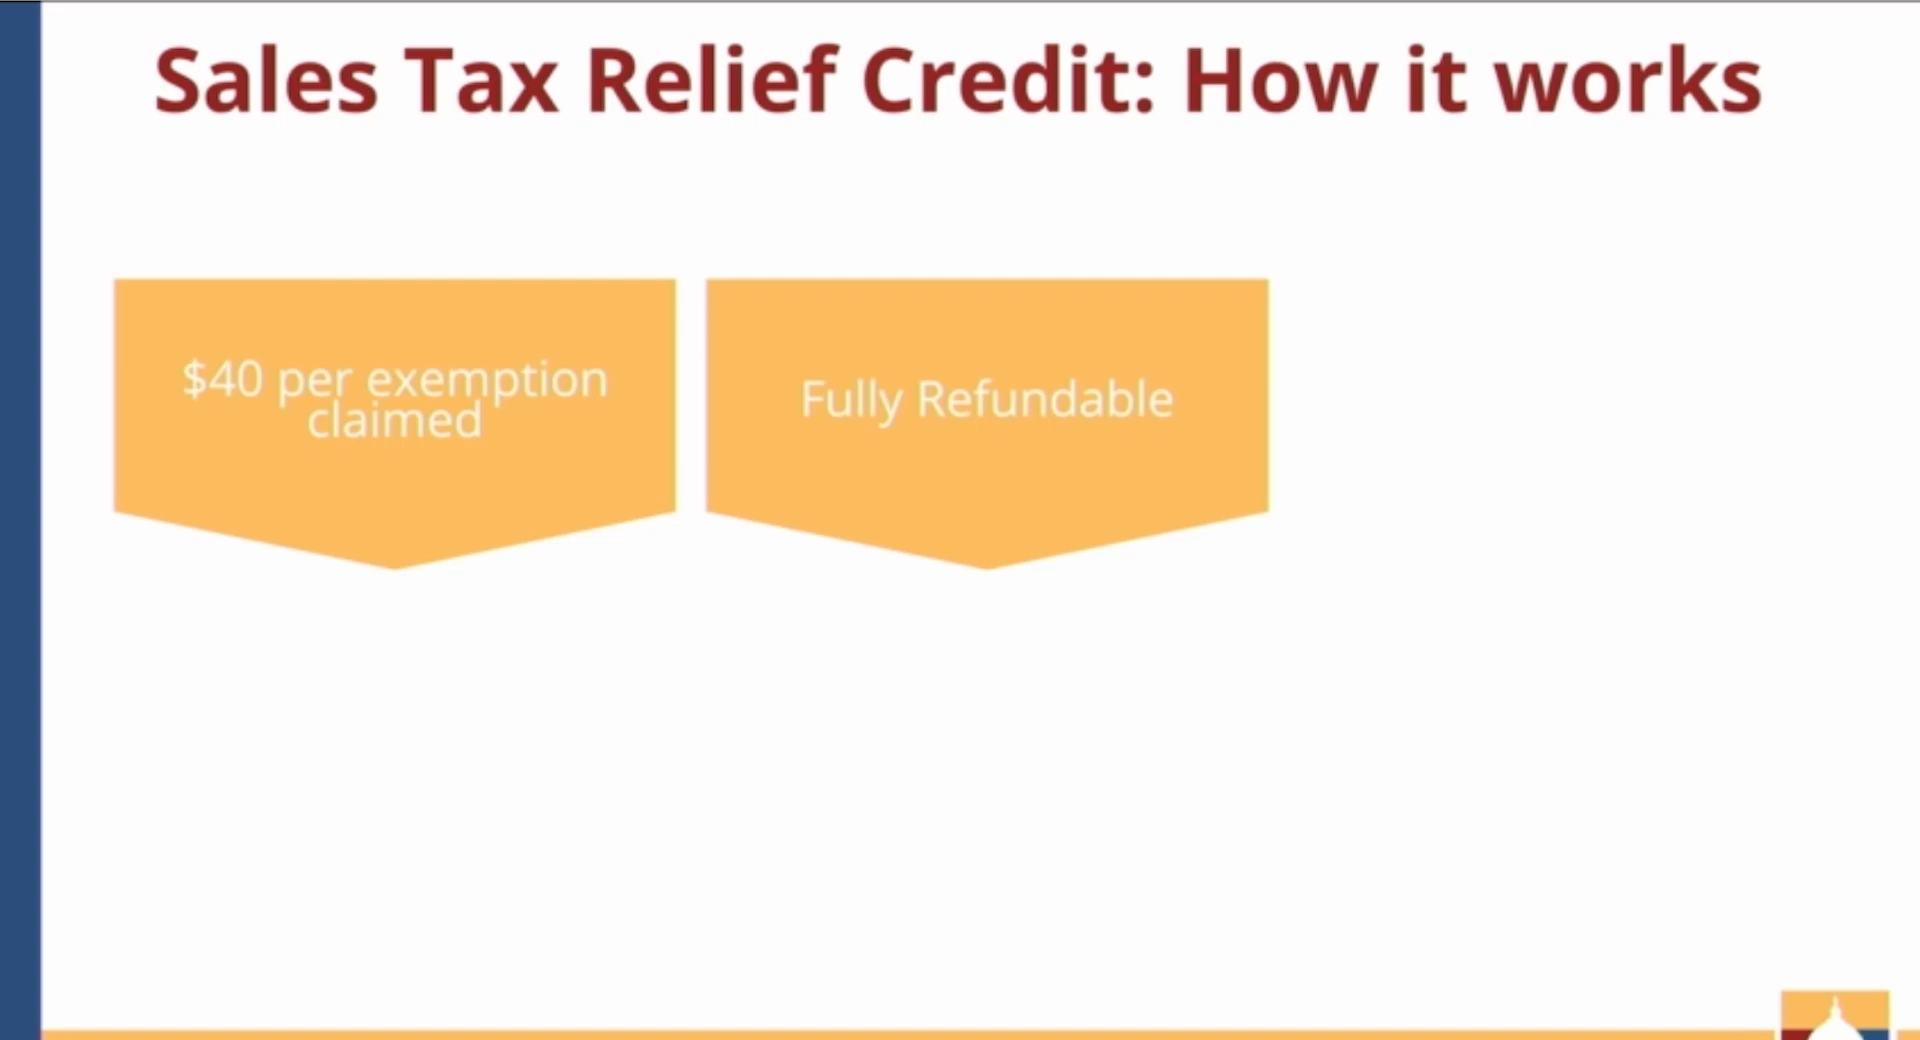 Sales Tax Relief Credit: How it works
$40 per exemption
claimed
Fully Refundable